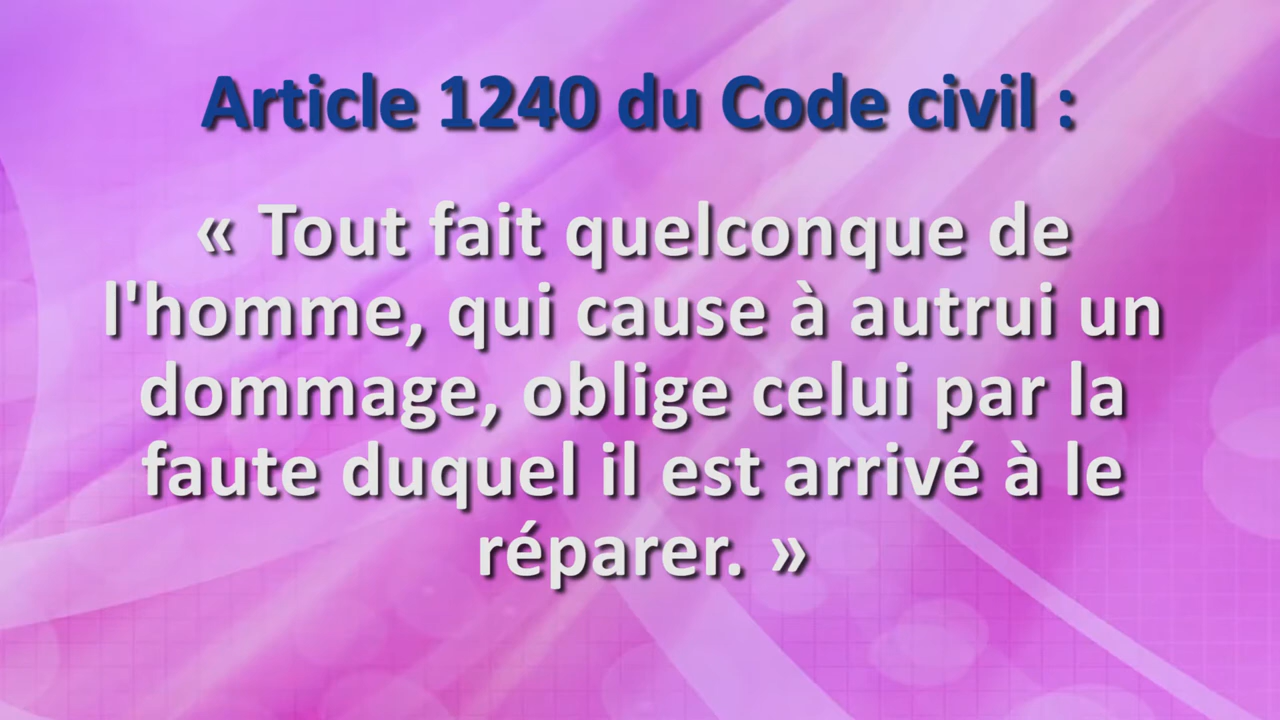 Article 1240 du Code civil :
« Tout fait quelconque de
l'homme, qui cause à autrui un
dommage, oblige celui par la
faute duquel il est arrivé à le
réparer. »